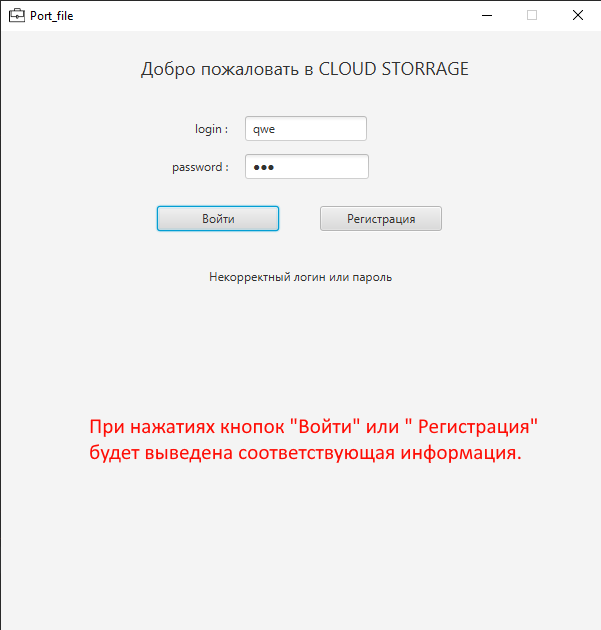 Port_file
Добро пожаловать в CLOUD STORRAGE
login :
qwe
password :
●●●
Войти
Регистрация
Некорректный логин или пароль
При нажатиях кнопок "Войти" или " Регистрация"
будет выведена соответствующая информация.